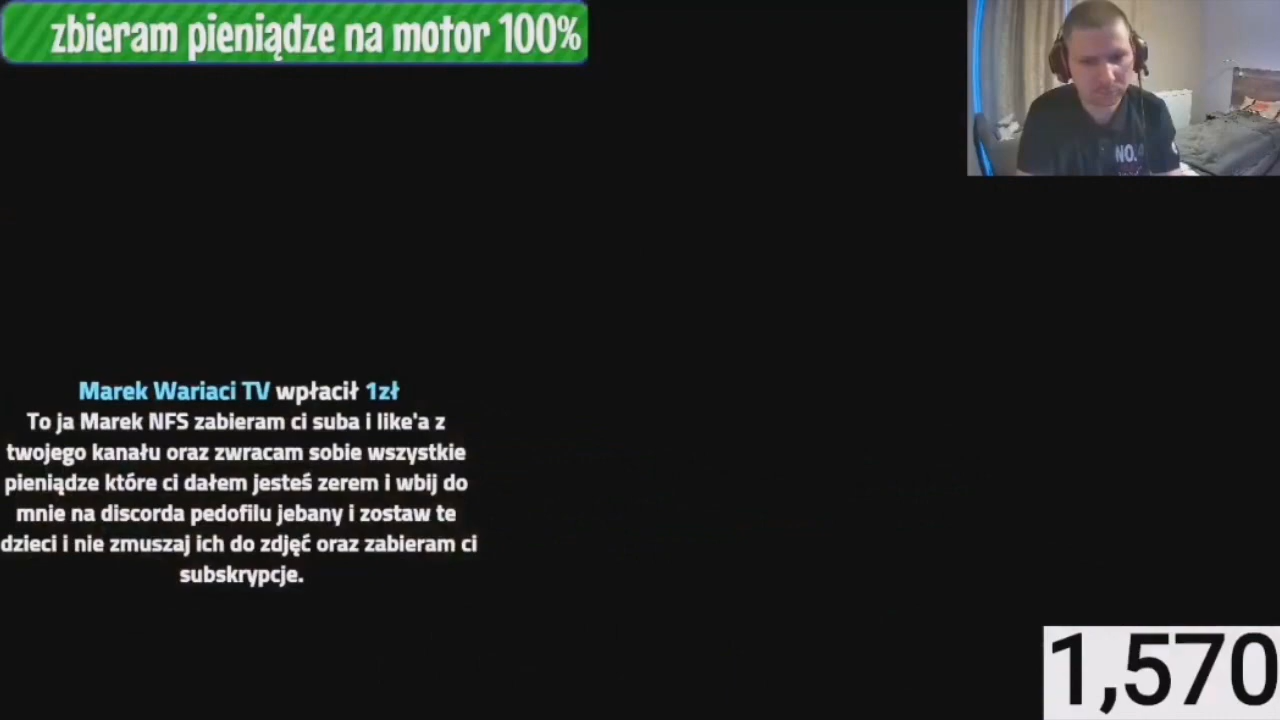 zbieram pieniądze na motor 100%
NO.
Marek Wariaci TV wpłacił 1zł
To ja Marek NFS zabieram ci suba i like'a z
twojego kanału oraz zwracam sobie wszystkie
pieniądze które ci dałem jesteś zerem i wbij do
mnie na discorda pedofilu jebany i zostaw te
dzieci i nie zmuszaj ich do zdjęć oraz zabieram ci
subskrypcje.
1,570